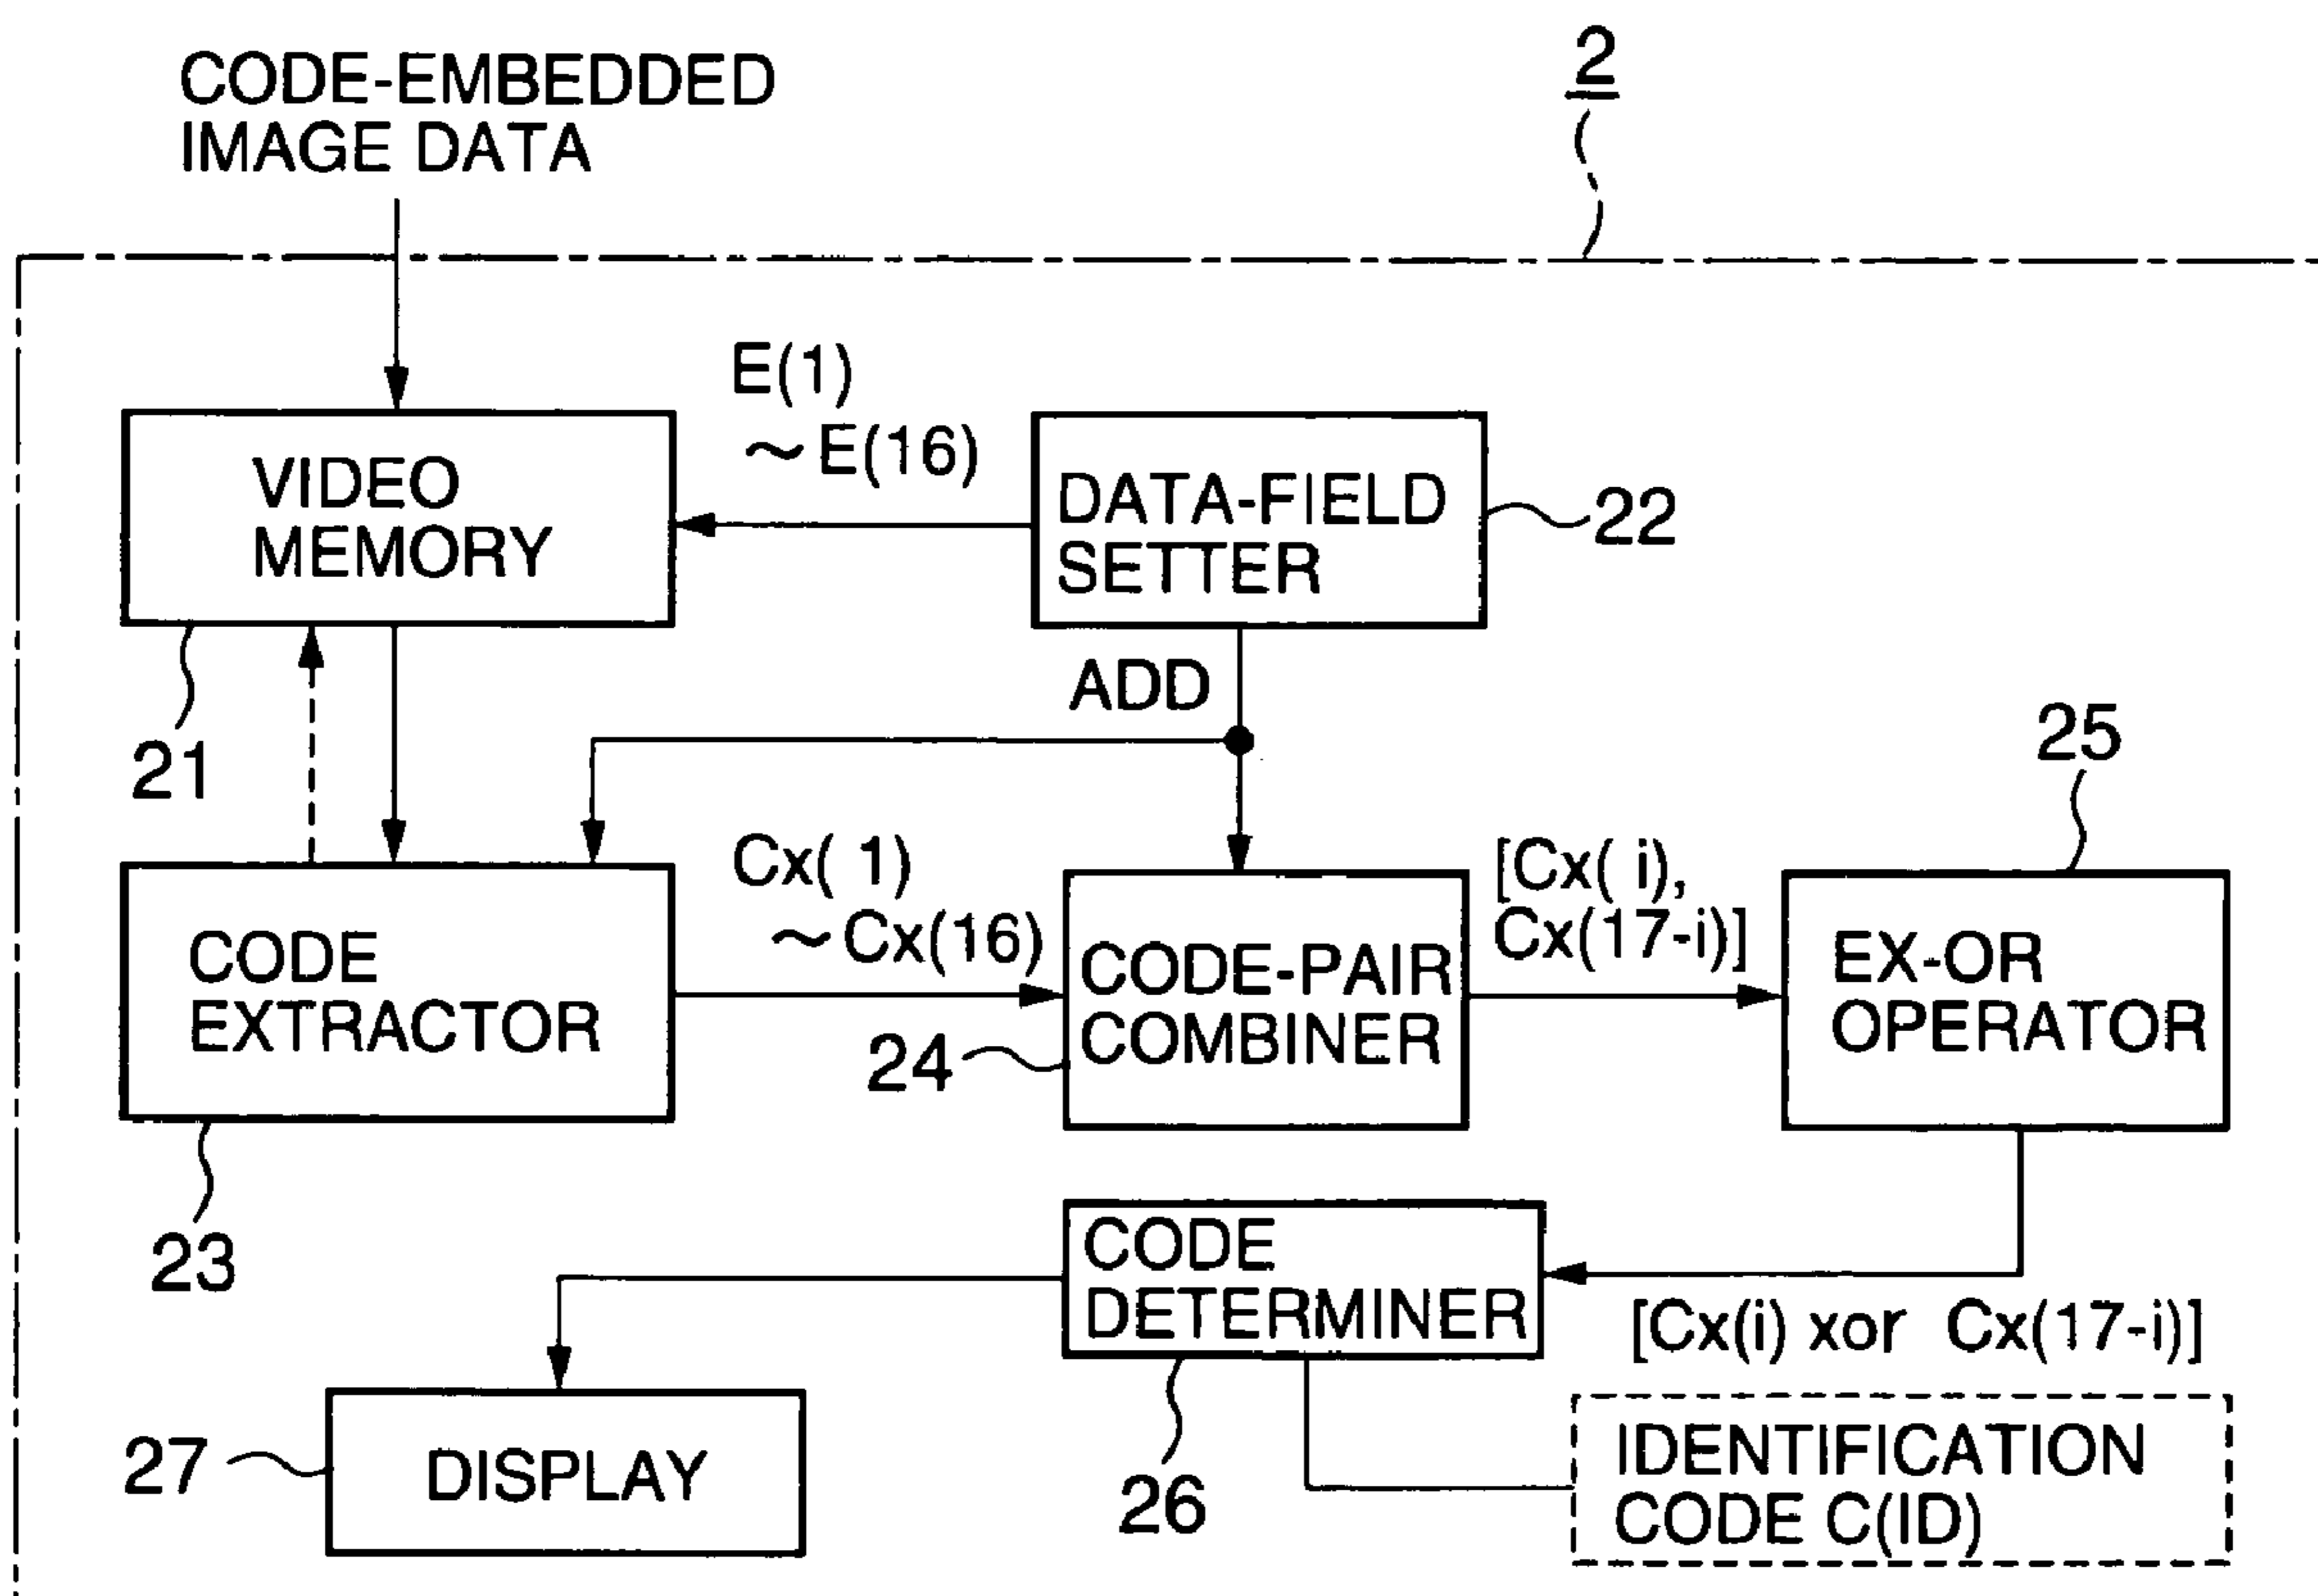 CODE-EMBEDDED
IMAGE DATA
2
E(1)
~E(16)
VIDEO
MEMORY
DATA-FIELD
SETTER
22
ADD
21
25
Cx( 1)
~Cx(16)
[Cx( i),
Cx(17-i)]
CODE
EXTRACTOR
CODE-PAIR
COMBINER
EX-OR
OPERATOR
24
23
CODE
DETERMINER
[Cx(i) xor Cx(17-i)]
27
DISPLAY
26
IDENTIFICATION
CODE C(ID)